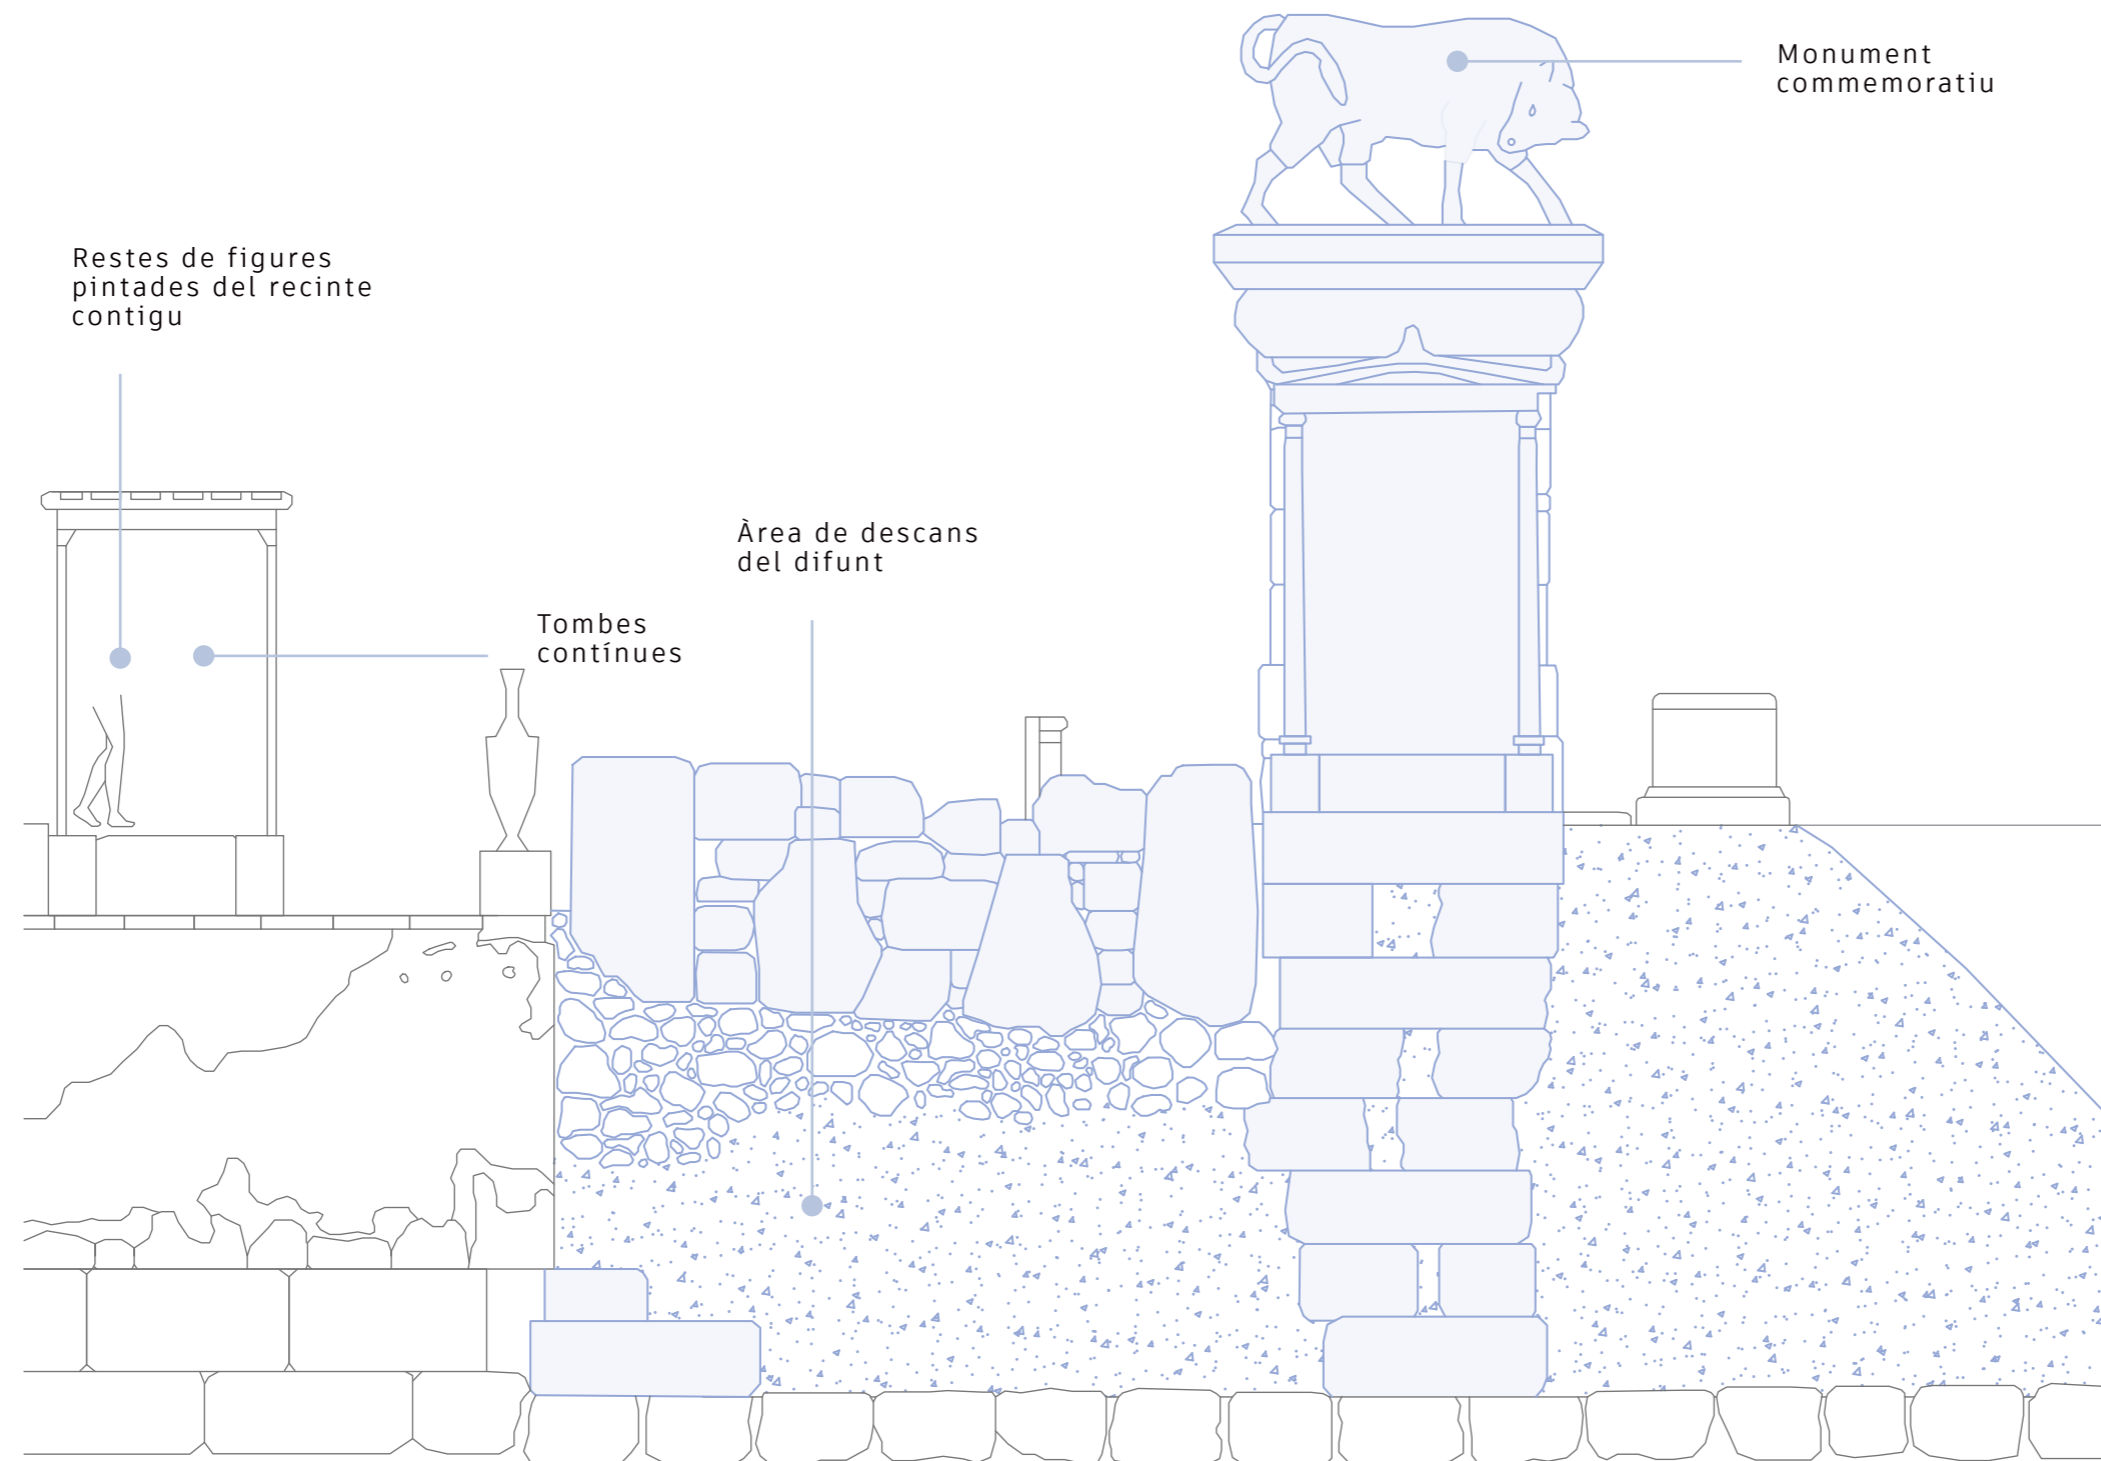 Monument
commemoratiu
Restes de figures
pintades del recinte
contigu
Àrea de descans
del difunt
Tombes
contínues